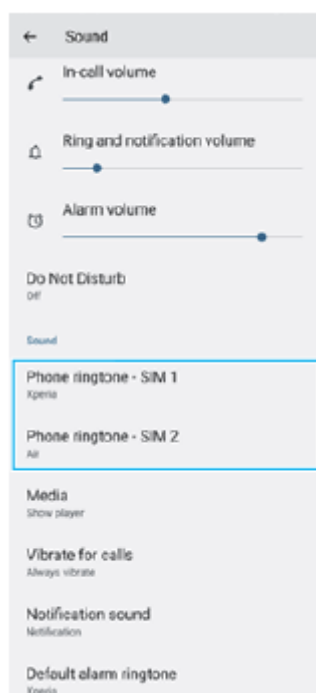 Sound
In-call volume
Ring and notification volume
Alarm volume
Do Not Disturb
Off
Sound
Phone ringtone - SIM 1
Xperia
Phone ringtone - SIM 2
Air
Media
Show player
Vibrate for calls
Always vibrate
Notification sound
Notification
Default alarm ringtone
Xperia